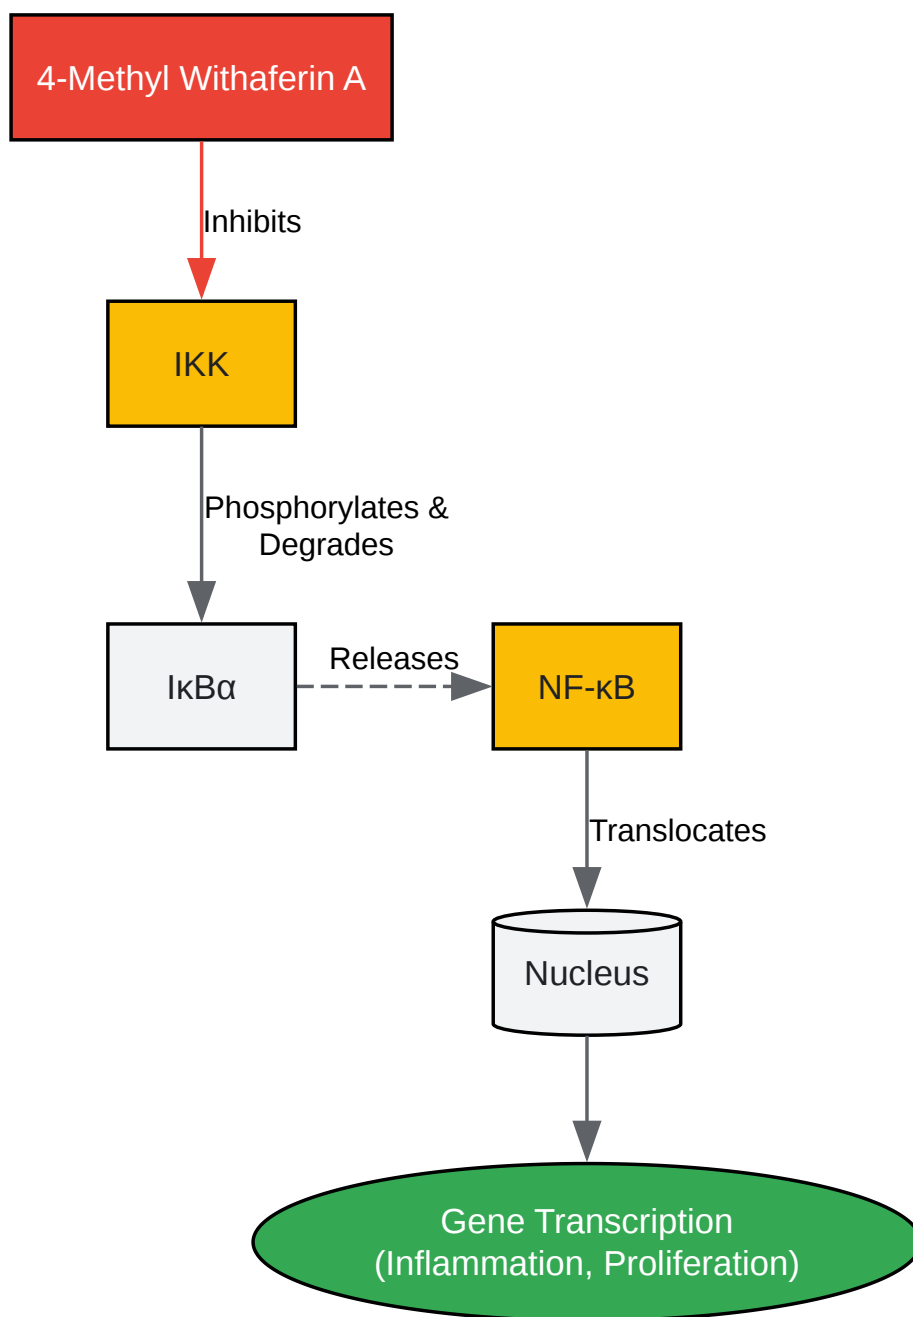 4-Methyl Withaferin A
Inhibits
IKK
Phosphorylates &
Degrades
IκBα
Releases
NF-κB
Translocates
Nucleus
Gene Transcription
(Inflammation, Proliferation)